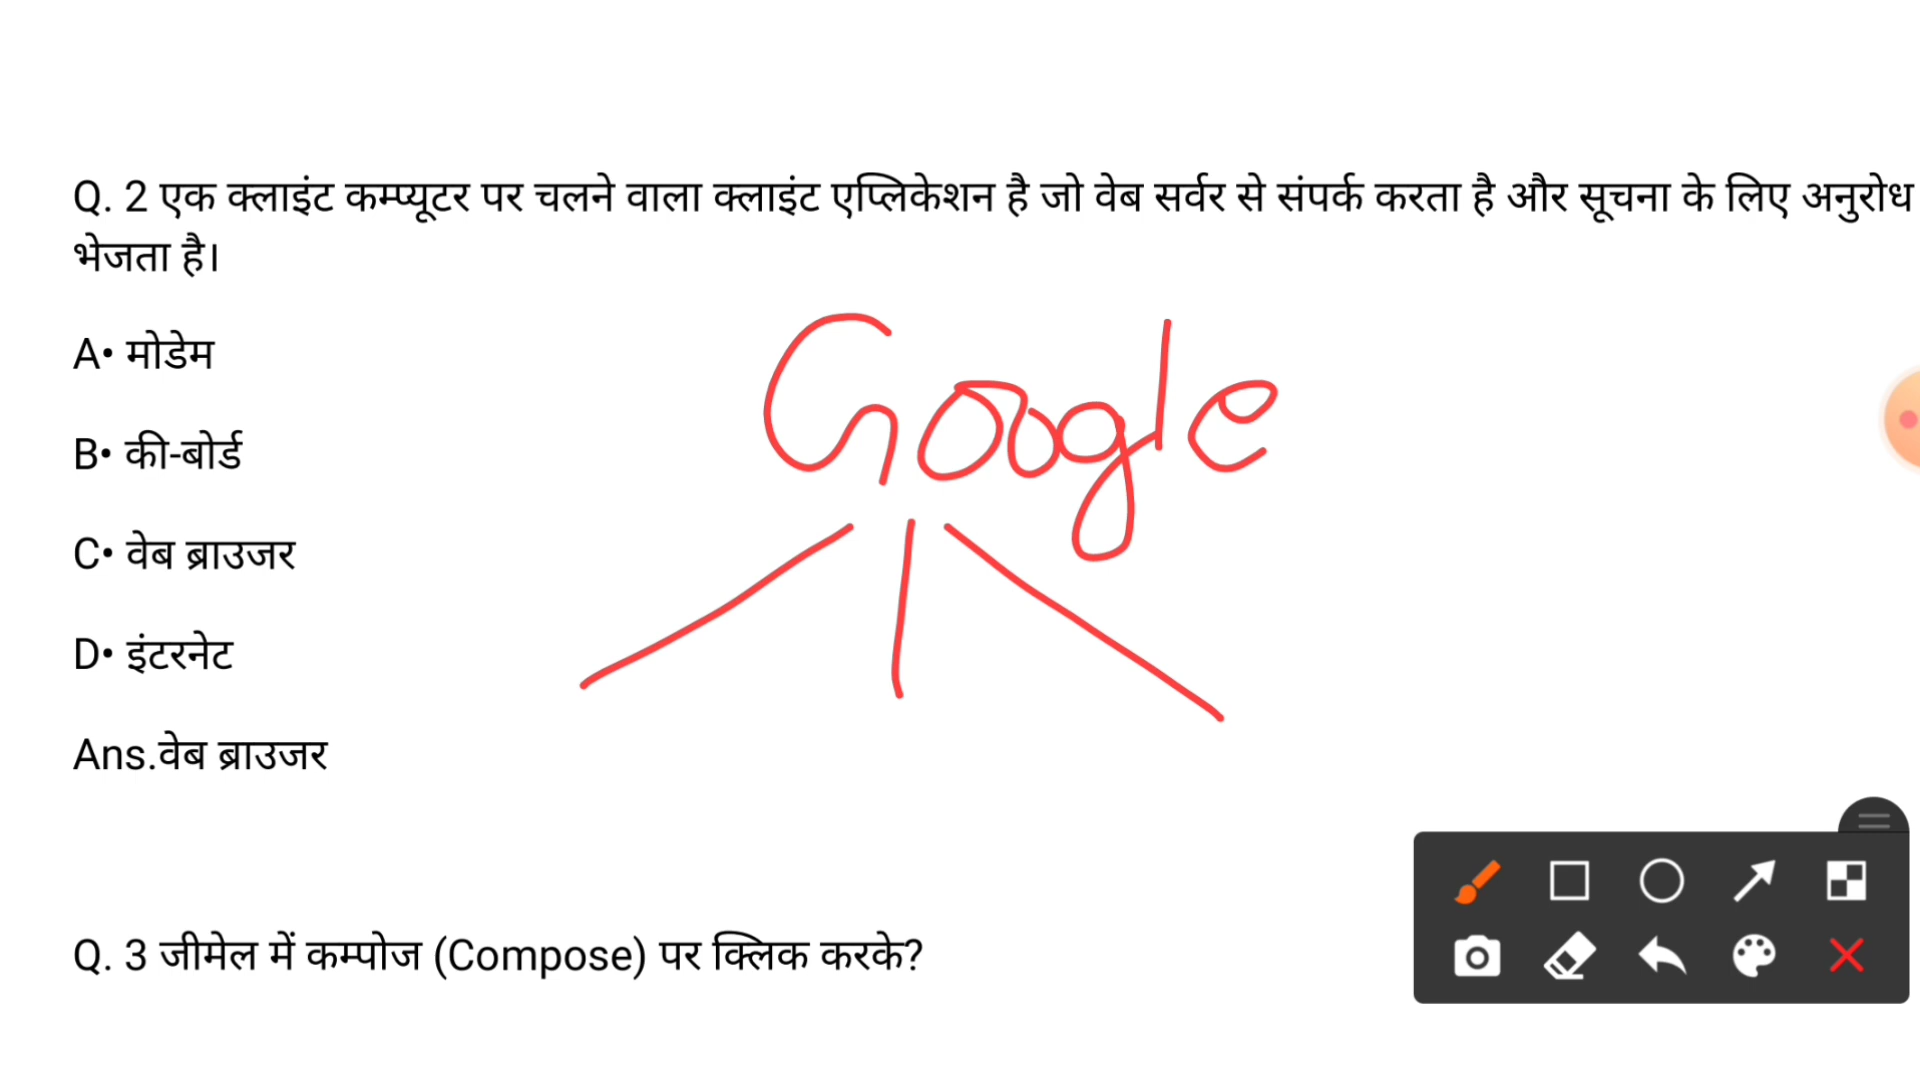 Q. 2 एक क्लाइंट कम्प्यूटर पर चलने वाला क्लाइंट एप्लिकेशन है जो वेब सर्वर से संपर्क करता है और सूचना के लिए अनुरोध
भेजता है।
A• मोडेम
Google
B• की-बोर्ड
C• वेब ब्राउजर
D• इंटरनेट
Ans.वेब ब्राउजर
Q. 3 जीमेल में कम्पोज (Compose) पर क्लिक करके?